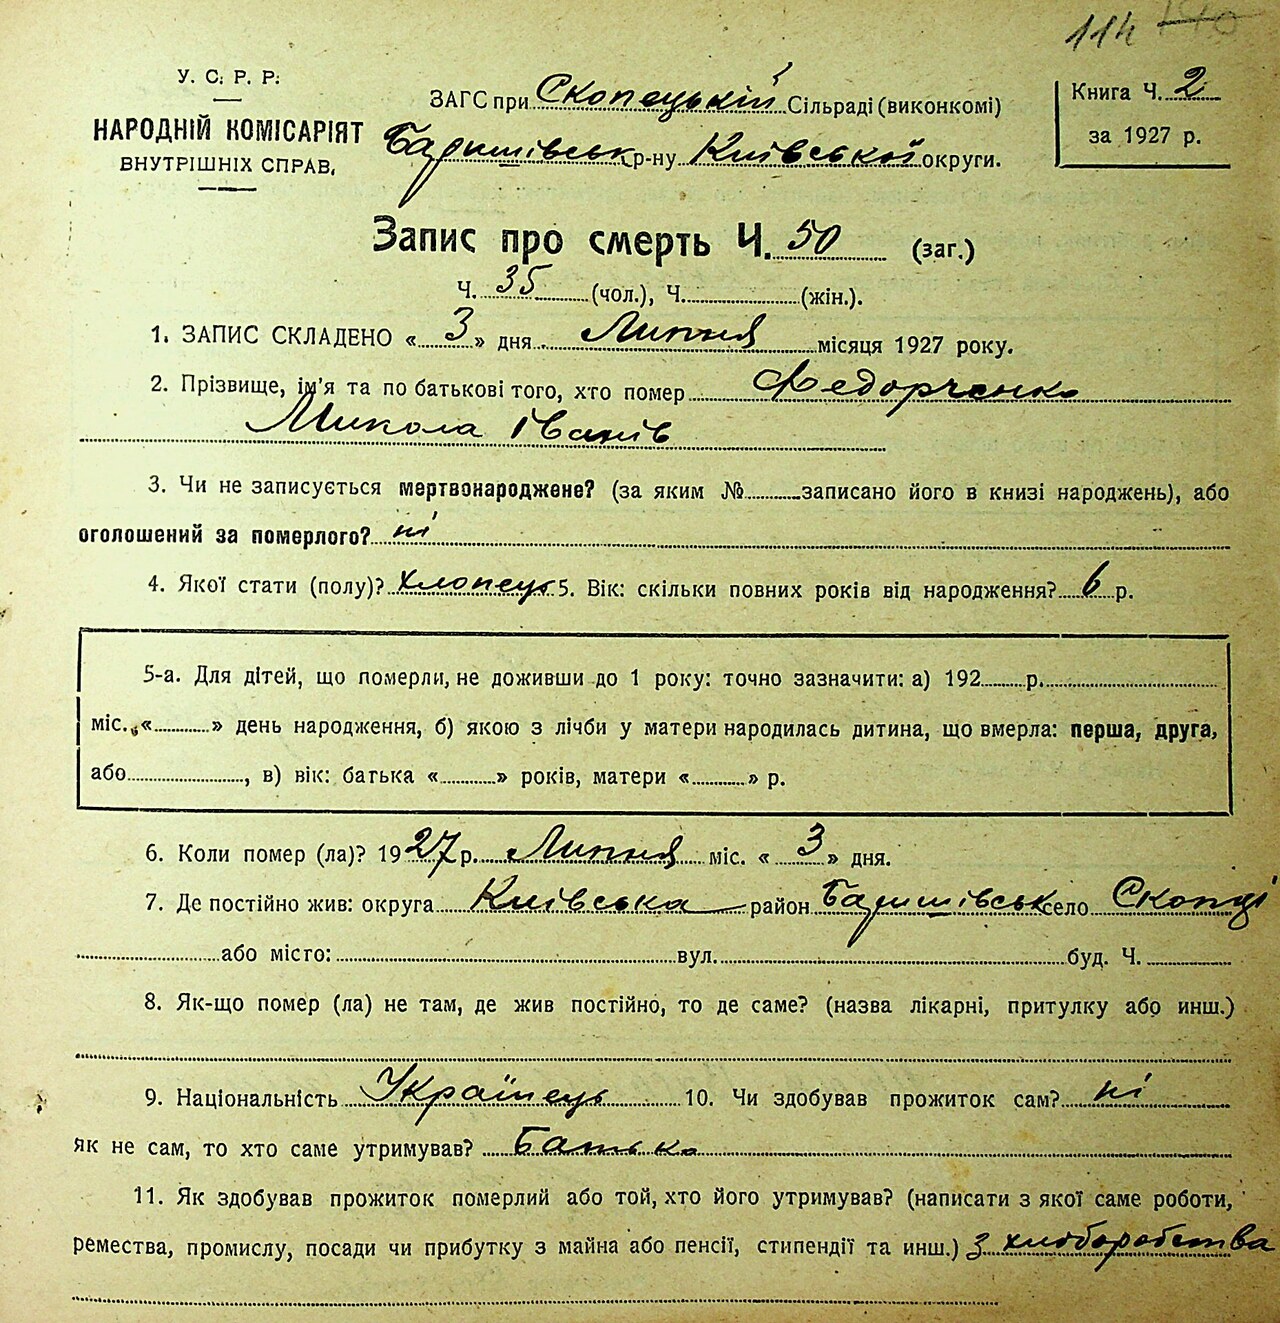 114
У. С. Р. Р.
НАРОДНІЙ КОМІСАРІЯТ
ВНУТРІШНІХ СПРАВ.
ЗАГС при Скопецькій Сільраді (виконкомі)
Баришівськ. р-ну Київської округи.
Книга Ч. 2
за 1927 р.
Запис про смерть Ч. 50 (заг.)
Ч. 35 (чол.), Ч. (жін.).
1. ЗАПИС СКЛАДЕНО « 3 » дня Липня місяця 1927 року.
2. Прізвище, ім'я та по батькові того, хто помер Федорченко
Микола Іванів
3. Чи не записується мертвонароджене? (за яким № записано його в книзі народжень), або
оголошений за померлого? ні
4. Якої стати (полу)? хлопець 5. Вік: скільки повних років від народження? 6 р.
5-а. Для дітей, що померли, не доживши до 1 року: точно зазначити: а) 192 р.
міс. « » день народження, б) якою з лічби у матери народилась дитина, що вмерла: перша, друга,
або , в) вік: батька « » років, матери « » р.
6. Коли помер (ла)? 1927 р. Липня міс. « 3 » дня.
7. Де постійно жив: округа Київська район Баришівськ село Скопці
або місто: вул. буд. Ч.
8. Як-що помер (ла) не там, де жив постійно, то де саме? (назва лікарні, притулку або инш.)
9. Національність Українець 10. Чи здобував прожиток сам? ні
як не сам, то хто саме утримував? Батько
11. Як здобував прожиток померлий або той, хто його утримував? (написати з якої саме роботи,
ремества, промислу, посади чи прибутку з майна або пенсії, стипендії та инш.) З хліборобства